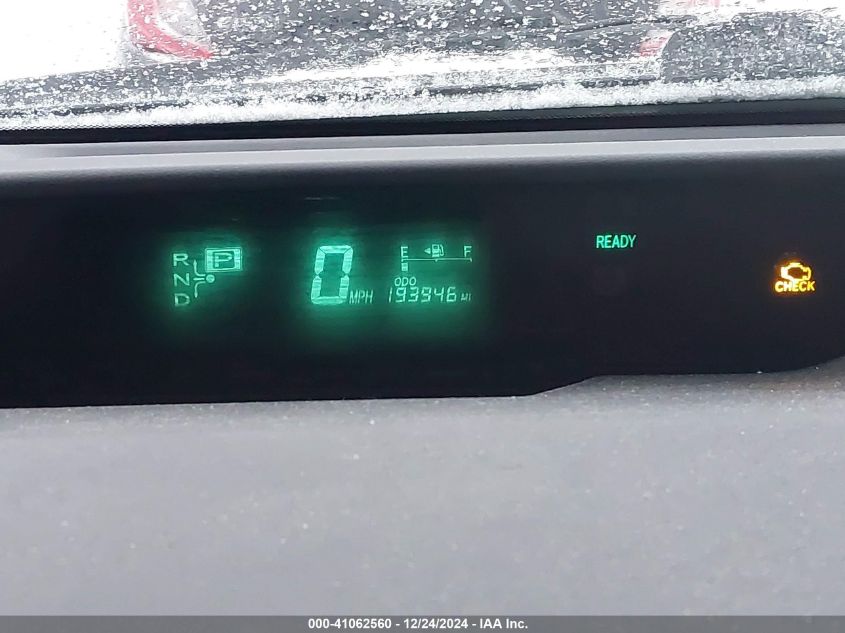 READY
R P
N
D
0 MPH
E F
ODO
193946 MI
CHECK
000-41062560 - 12/24/2024 - IAA Inc.